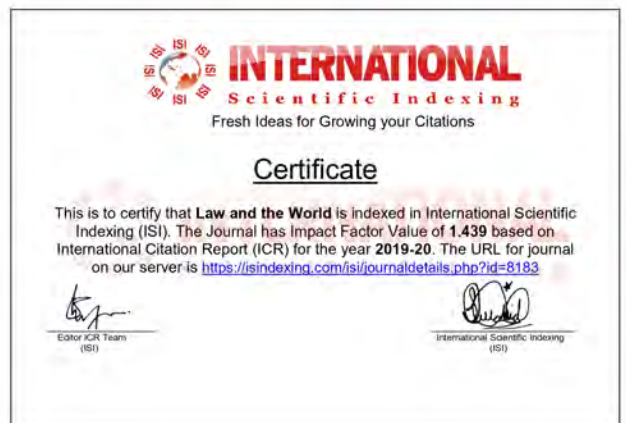 ISI ISI ISI ISI ISI ISI ISI ISI
INTERNATIONAL
Scientific Indexing
Fresh Ideas for Growing your Citations
Certificate
This is to certify that Law and the World is indexed in International Scientific
Indexing (ISI). The Journal has Impact Factor Value of 1.439 based on
International Citation Report (ICR) for the year 2019-20. The URL for journal
on our server is https://isindexing.com/isi/journaldetails.php?id=8183
Editor ICR Team
(ISI)
International Scientific Indexing
(ISI)